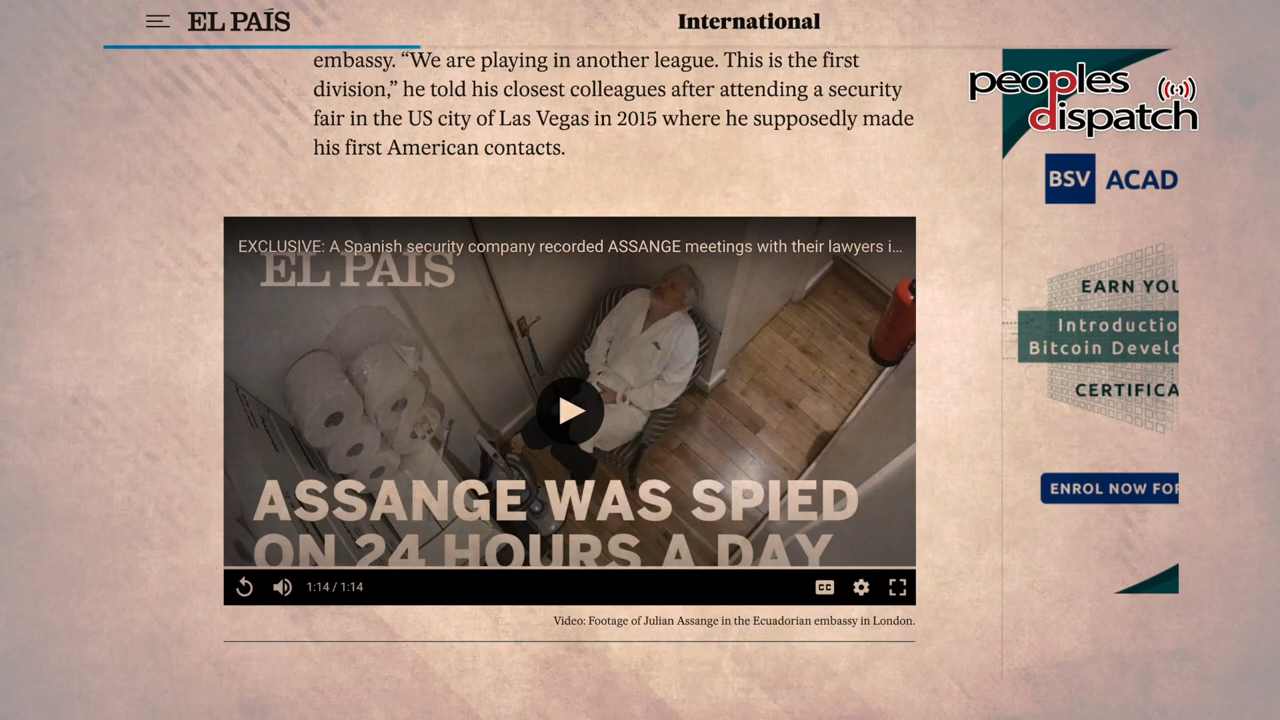 EL PAÍS
International
embassy. “We are playing in another league. This is the first
division,” he told his closest colleagues after attending a security
fair in the US city of Las Vegas in 2015 where he supposedly made
his first American contacts.
peoples
dispatch
BSV ACAD
EARN YOU
Introductio
Bitcoin Develo
CERTIFICA
ENROL NOW FOR
EXCLUSIVE: A Spanish security company recorded ASSANGE meetings with their lawyers i...
EL PAÍS
ASSANGE WAS SPIED
ON 24 HOURS A DAY
1:14 / 1:14
CC
Video: Footage of Julian Assange in the Ecuadorian embassy in London.